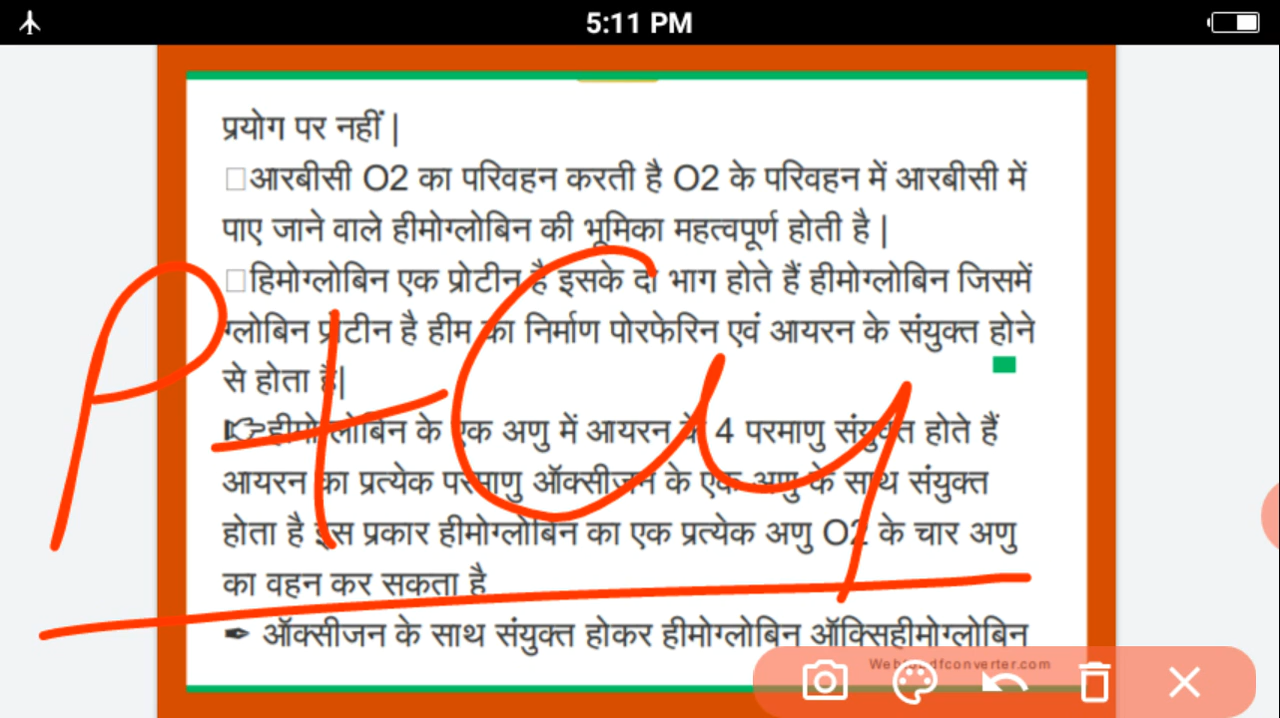 5:11 PM
प्रयोग पर नहीं |
आरबीसी O2 का परिवहन करती है O2 के परिवहन में आरबीसी में
पाए जाने वाले हीमोग्लोबिन की भूमिका महत्वपूर्ण होती है |
हिमोग्लोबिन एक प्रोटीन है इसके दो भाग होते हैं हीमोग्लोबिन जिसमें
ग्लोबिन प्रोटीन है हीम का निर्माण पोरफेरिन एवं आयरन के संयुक्त होने
से होता है|
हीमोग्लोबिन के एक अणु में आयरन के 4 परमाणु संयुक्त होते हैं
आयरन का प्रत्येक परमाणु ऑक्सीजन के एक अणु के साथ संयुक्त
होता है इस प्रकार हीमोग्लोबिन का एक प्रत्येक अणु O2 के चार अणु
का वहन कर सकता है
ऑक्सीजन के साथ संयुक्त होकर हीमोग्लोबिन ऑक्सिहीमोग्लोबिन